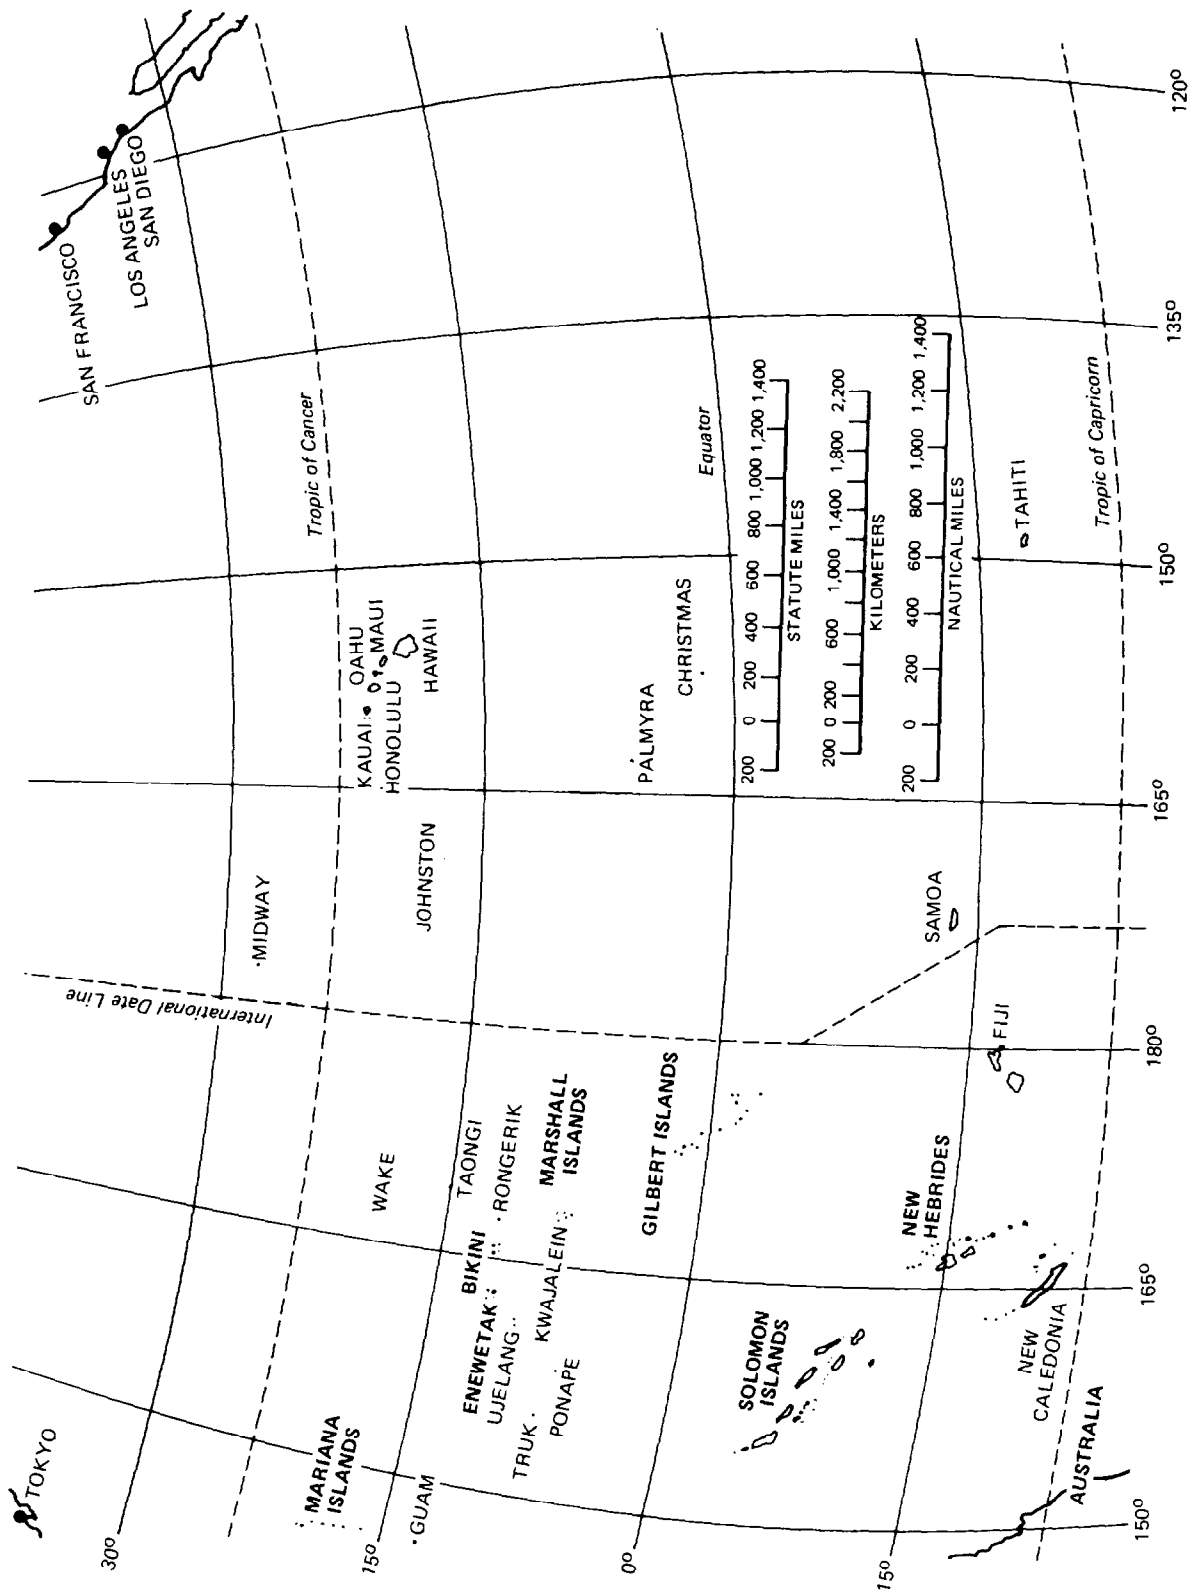 TOKYO
SAN FRANCISCO
LOS ANGELES
SAN DIEGO
30°
International Date Line
MIDWAY
Tropic of Cancer
MARIANA
ISLANDS
GUAM
15°
WAKE
JOHNSTON
KAUAI
HONOLULU
OAHU
MAUI
HAWAII
TAONGI
RONGERIK
BIKINI
ENEWETAK
UJELANG
KWAJALEIN
MARSHALL
ISLANDS
TRUK
PONAPE
0°
GILBERT ISLANDS
PALMYRA
CHRISTMAS
Equator
200 0 200 400 600 800 1,000 1,200 1,400
STATUTE MILES
200 0 200 600 1,000 1,400 1,800 2,200
KILOMETERS
200 0 200 400 600 800 1,000 1,200 1,400
NAUTICAL MILES
SOLOMON
ISLANDS
15°
NEW
HEBRIDES
SAMOA
FIJI
TAHITI
NEW
CALEDONIA
AUSTRALIA
Tropic of Capricorn
150°
165°
180°
165°
150°
135°
120°